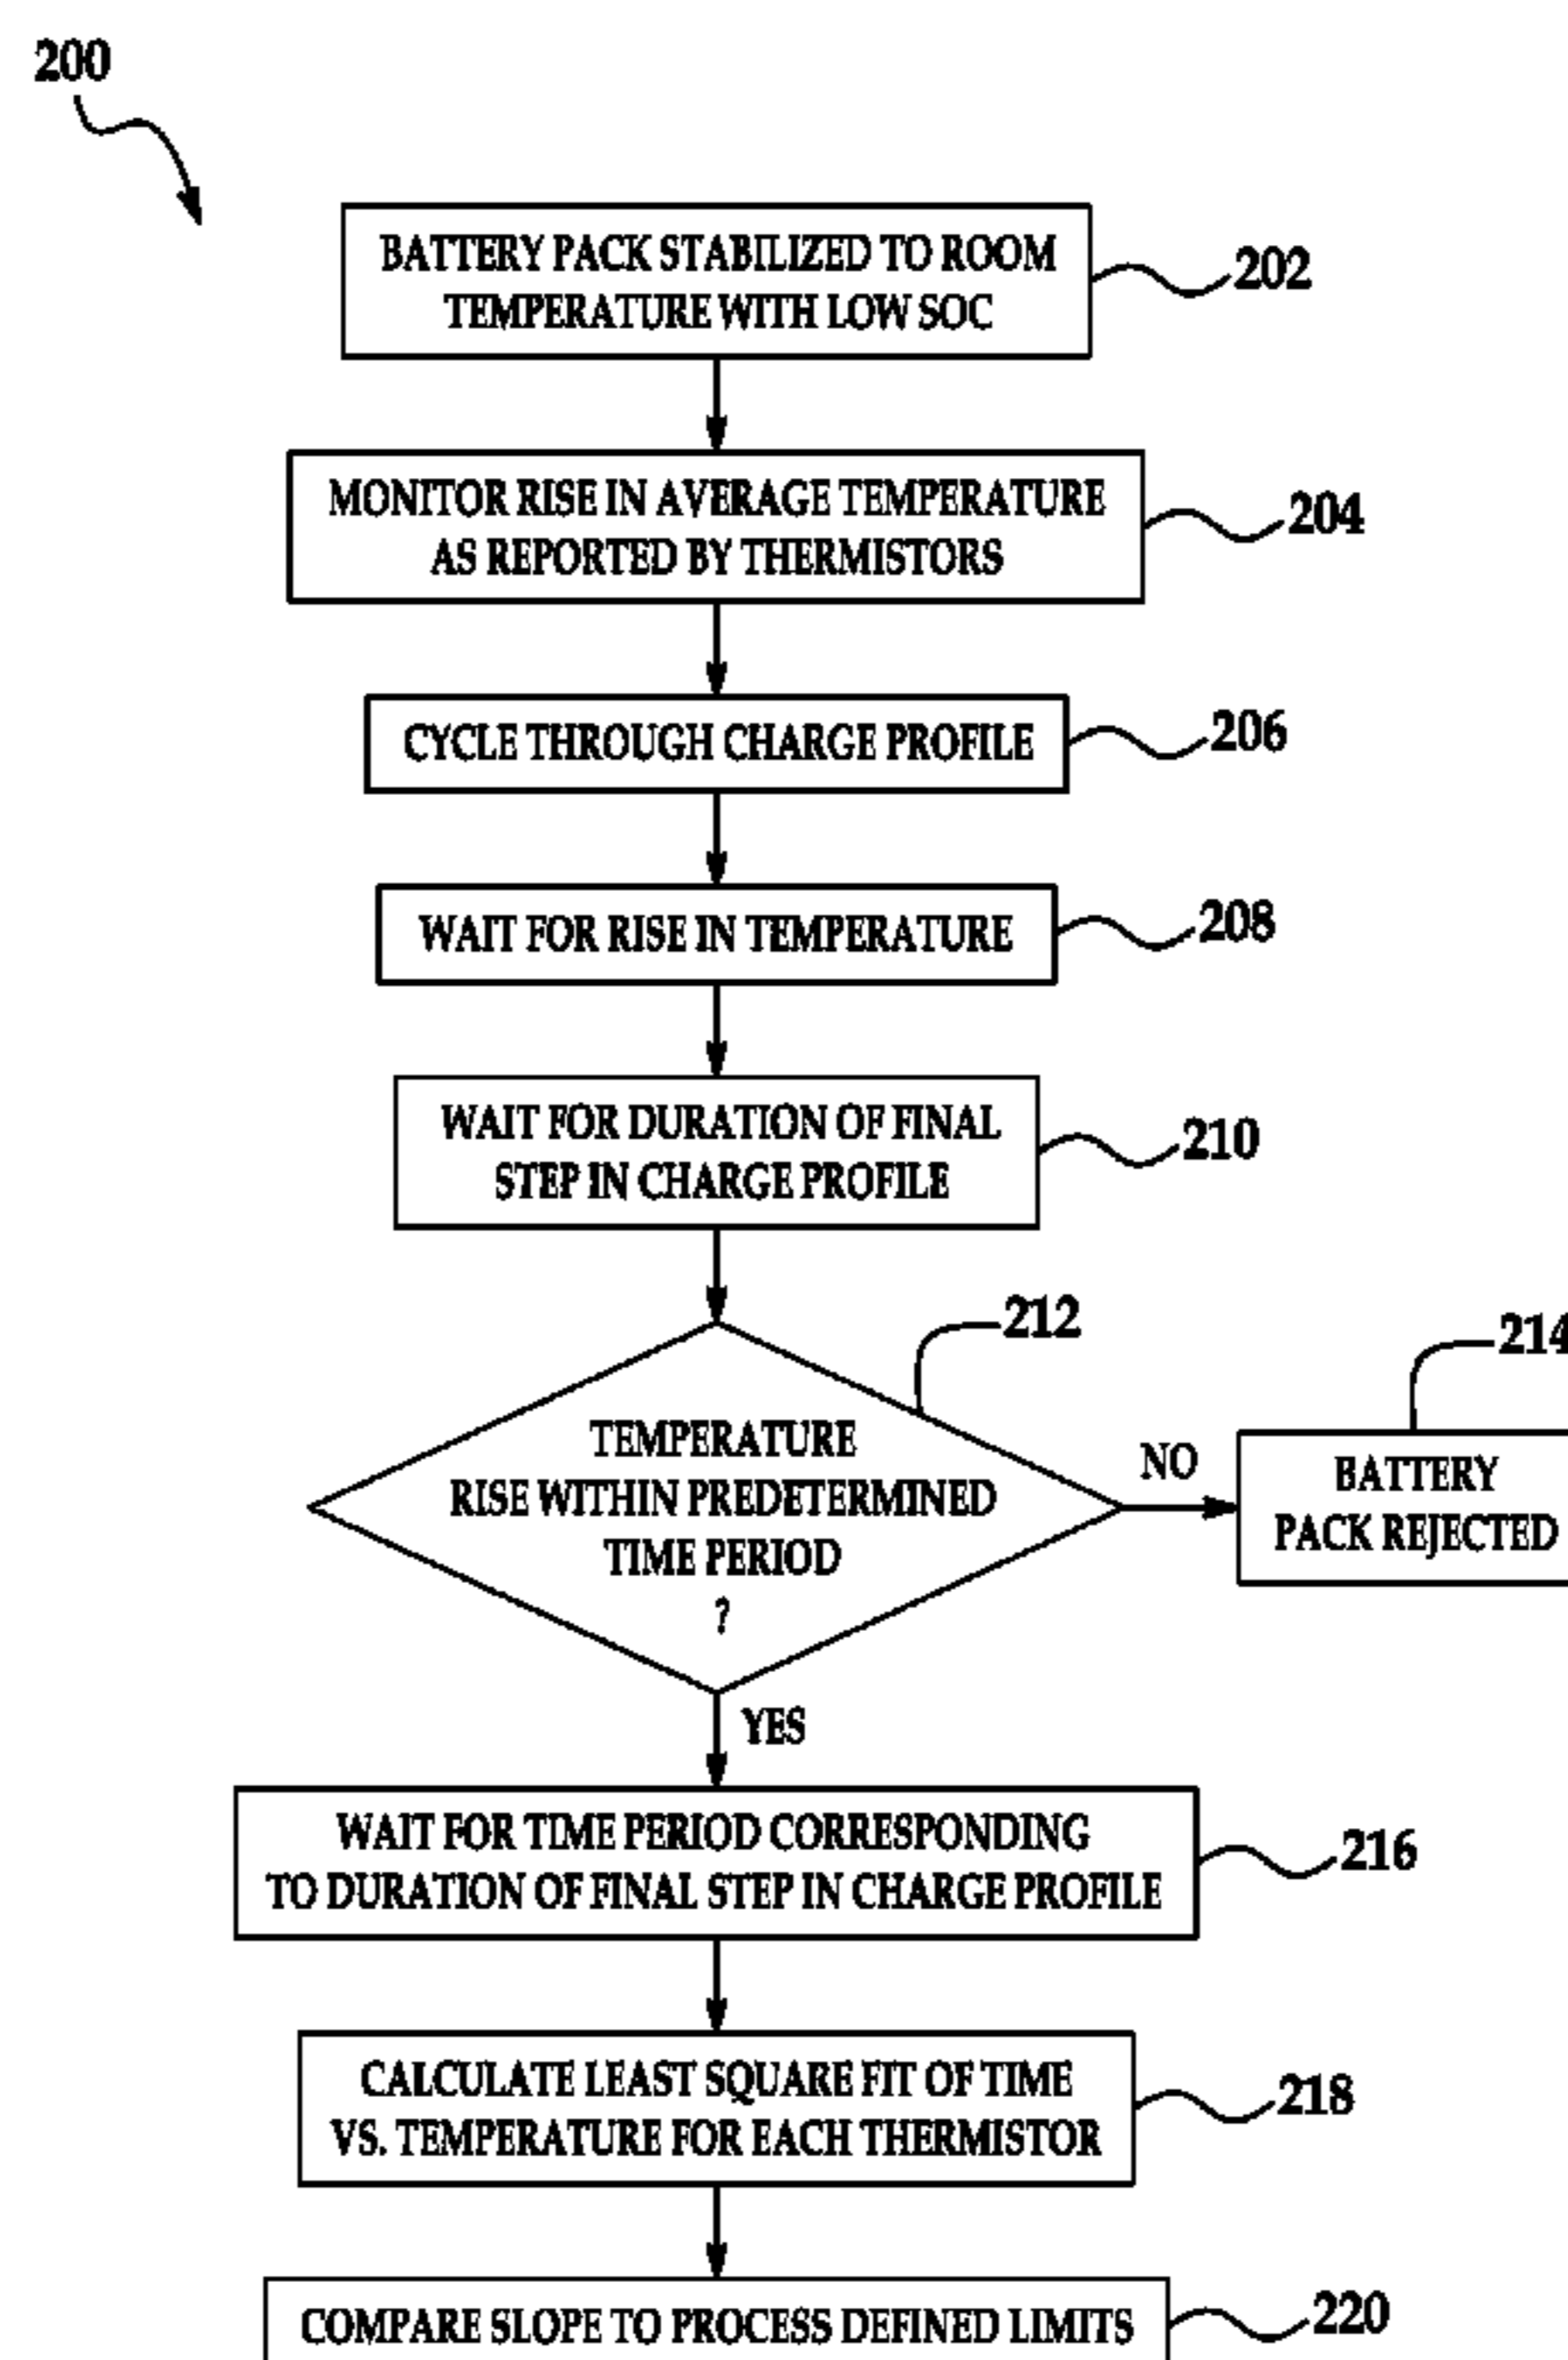 200
BATTERY PACK STABILIZED TO ROOM
TEMPERATURE WITH LOW SOC
202
MONITOR RISE IN AVERAGE TEMPERATURE
AS REPORTED BY THERMISTORS
204
CYCLE THROUGH CHARGE PROFILE
206
WAIT FOR RISE IN TEMPERATURE
208
WAIT FOR DURATION OF FINAL
STEP IN CHARGE PROFILE
210
TEMPERATURE
RISE WITHIN PREDETERMINED
TIME PERIOD
?
212
NO
214
BATTERY
PACK REJECTED
YES
WAIT FOR TIME PERIOD CORRESPONDING
TO DURATION OF FINAL STEP IN CHARGE PROFILE
216
CALCULATE LEAST SQUARE FIT OF TIME
VS. TEMPERATURE FOR EACH THERMISTOR
218
COMPARE SLOPE TO PROCESS DEFINED LIMITS
220